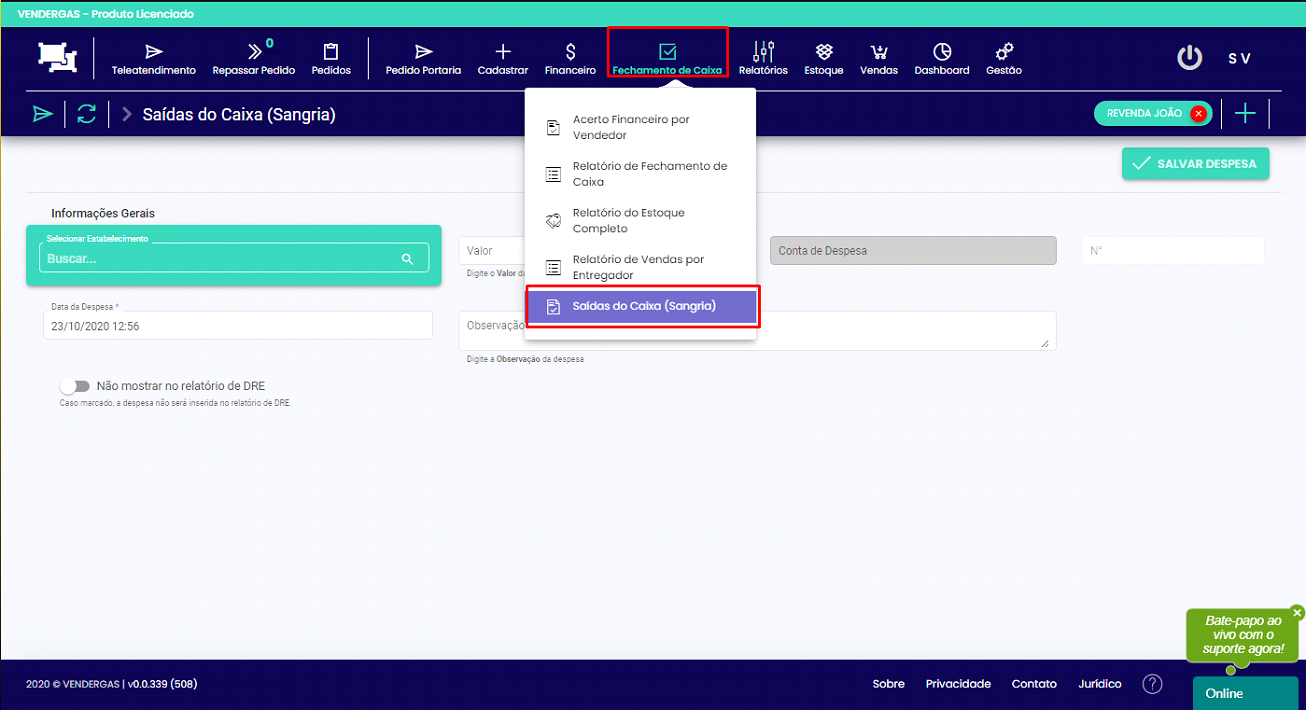 VENDERGAS - Produto Licenciado
Teleatendimento
0
Repassar Pedido
Pedidos
Pedido Portaria
Cadastrar
Financeiro
Fechamento de Caixa
Relatórios
Estoque
Vendas
Dashboard
Gestão
S V
Saídas do Caixa (Sangria)
REVENDA JOÃO
Acerto Financeiro por
Vendedor
Relatório de Fechamento de
Caixa
Relatório do Estoque
Completo
Relatório de Vendas por
Entregador
Saídas do Caixa (Sangria)
SALVAR DESPESA
Informações Gerais
Selecionar Estabelecimento
Buscar...
Valor
Digite o Valor da
Conta de Despesa
N°
Data da Despesa *
23/10/2020 12:56
Observação
Digite a Observação da despesa
Não mostrar no relatório de DRE
Caso marcado, a despesa não será inserida no relatório de DRE.
Bate-papo ao
vivo com o
suporte agora!
2020 © VENDERGAS | v0.0.339 (508)
Sobre
Privacidade
Contato
Jurídico
?
Online